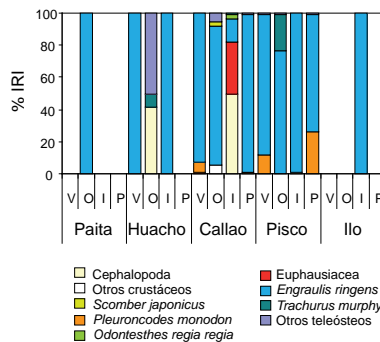 % IRI
100
80
60
40
20
0
V O I P V O I P V O I P V O I P V O I P
Paita Huacho Callao Pisco Ilo
Cephalopoda Euphausiacea
Otros crustáceos Engraulis ringens
Scomber japonicus Trachurus murphy
Pleuroncodes monodon Otros teleósteos
Odontesthes regia regia